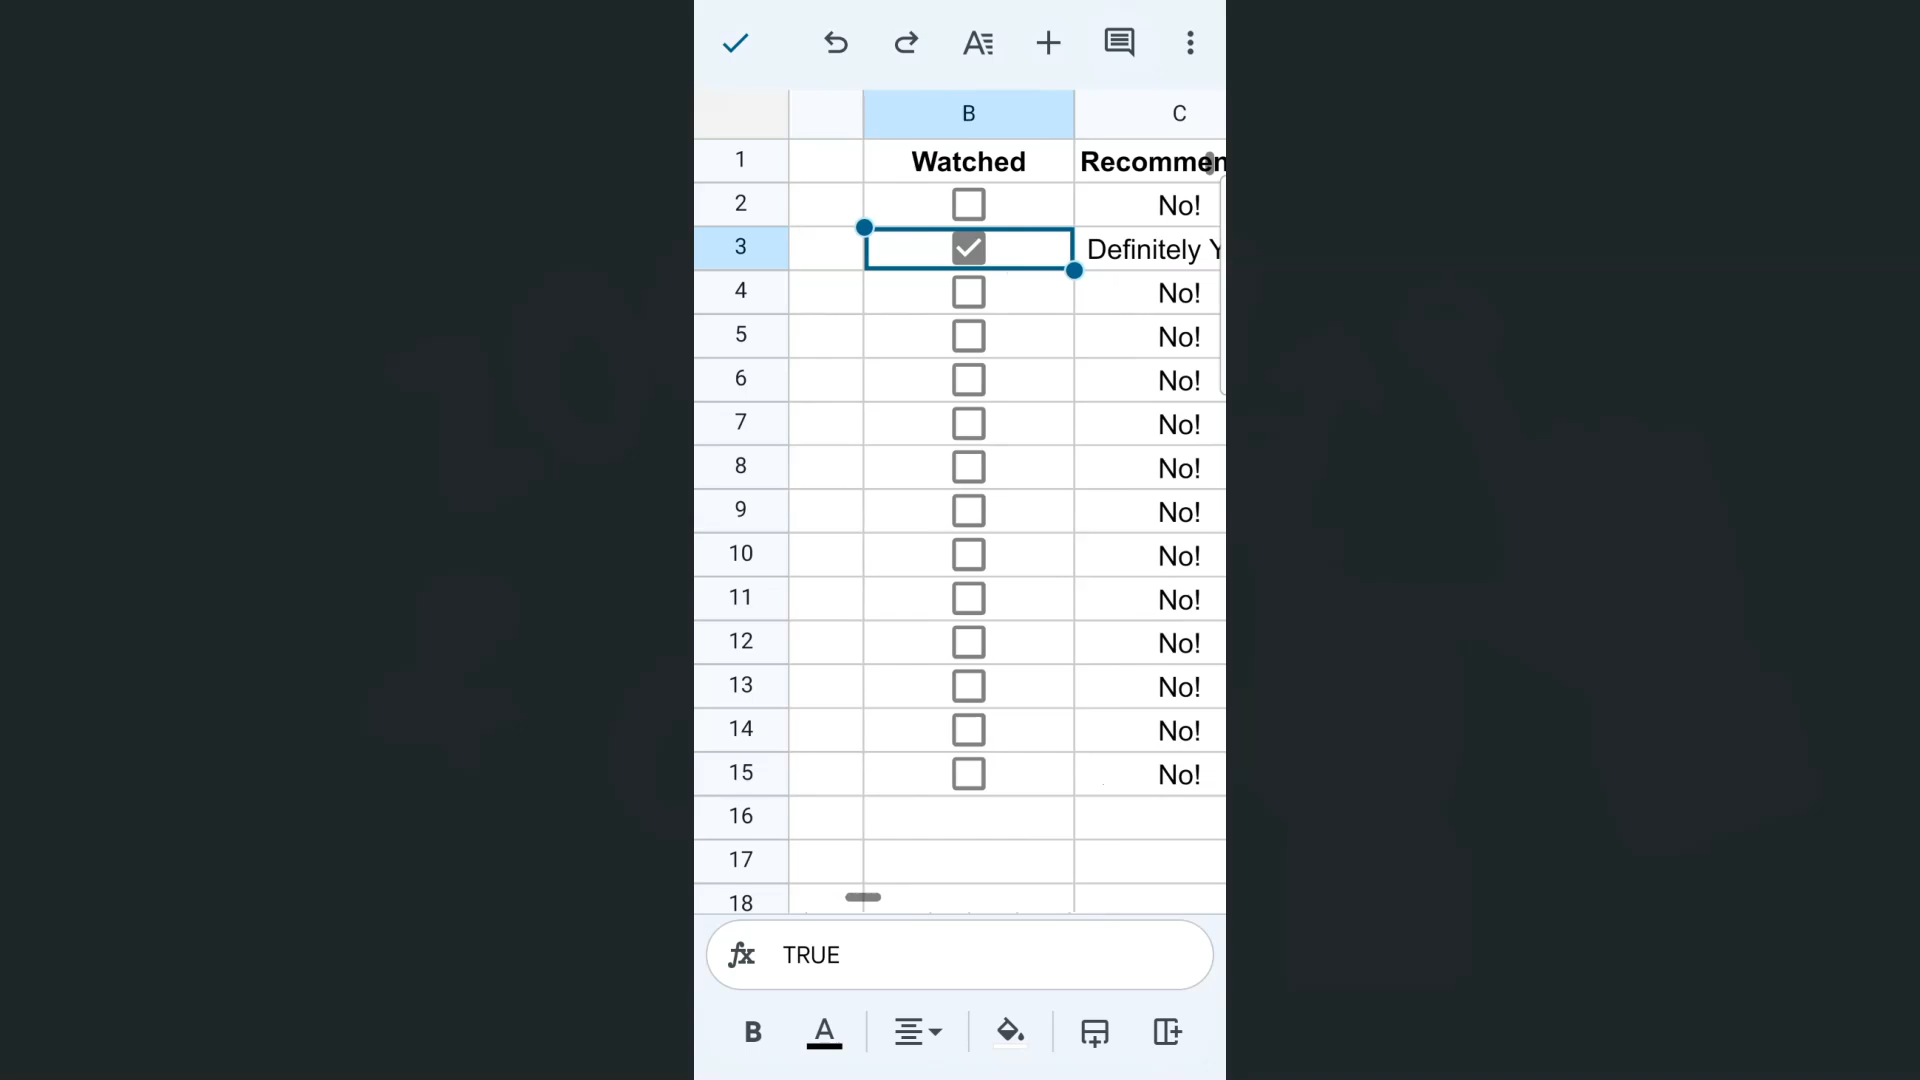 B C
1 Watched Recommen
2 No!
3 Definitely Y
4 No!
5 No!
6 No!
7 No!
8 No!
9 No!
10 No!
11 No!
12 No!
13 No!
14 No!
15 No!
16
17
18
fx TRUE
B A